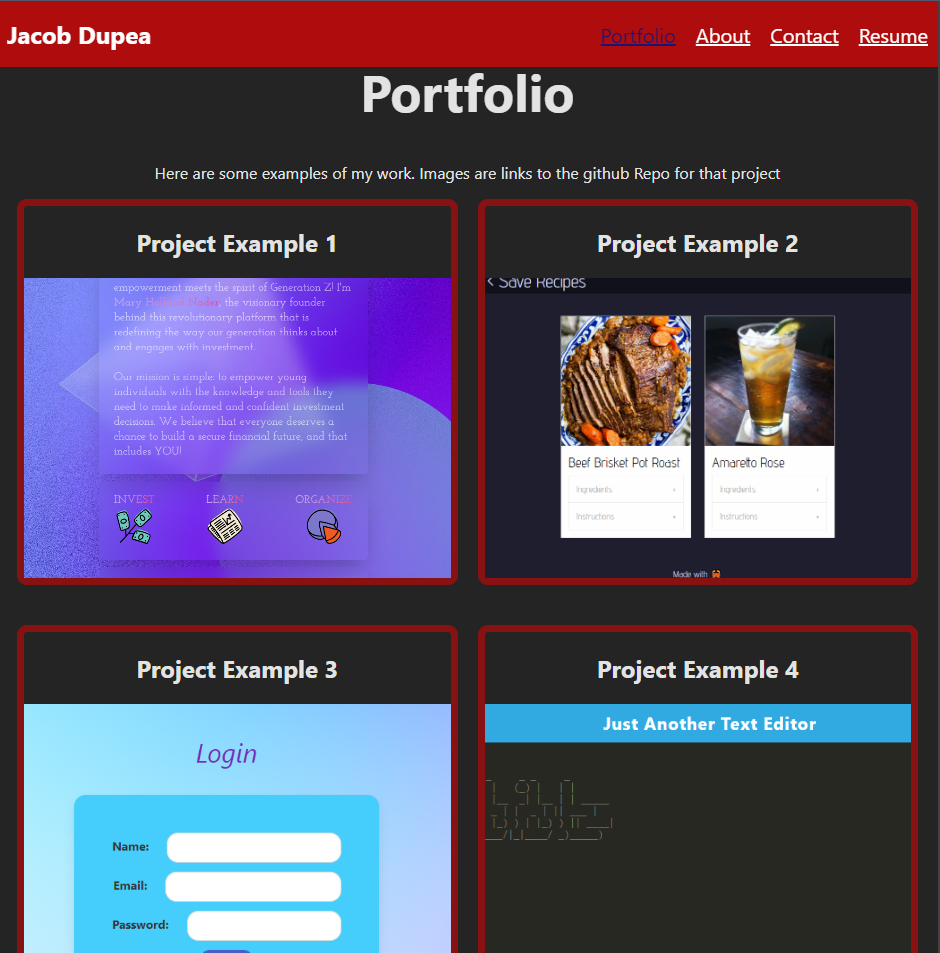 Jacob Dupea
Portfolio About Contact Resume
Portfolio
Here are some examples of my work. Images are links to the github Repo for that project
Project Example 1
empowerment meets the spirit of Generation Z! I'm
Mary Nader, the visionary founder
behind this revolutionary platform that is
redefining the way our generation thinks about
and engages with investment.
Our mission is simple: to empower young
individuals with the knowledge and tools they
need to make informed and confident investment
decisions. We believe that everyone deserves a
chance to build a secure financial future, and that
includes YOU!
INVEST LEARN ORGANIZE
Project Example 2
< Save Recipes
Beef Brisket Pot Roast
Ingredients
Instructions
Amaretto Rose
Ingredients
Instructions
Made with
Project Example 3
Login
Name:
Email:
Password:
Project Example 4
Just Another Text Editor